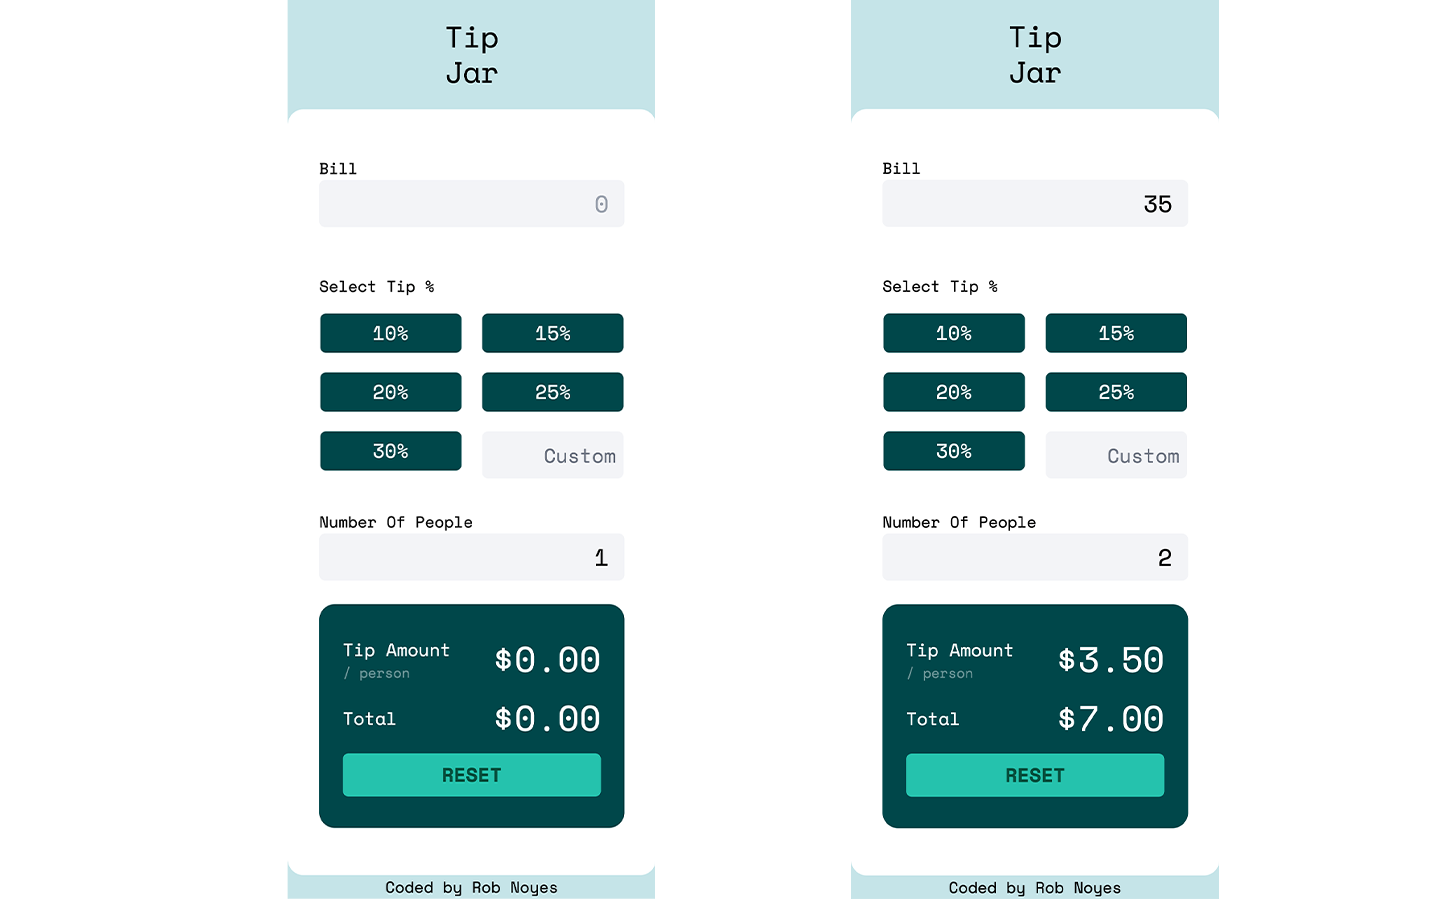 Tip
Jar
Bill
0
Select Tip %
10% 15%
20% 25%
30% Custom
Number Of People
1
Tip Amount
/ person
$0.00
Total $0.00
RESET
Coded by Rob Noyes
Tip
Jar
Bill
35
Select Tip %
10% 15%
20% 25%
30% Custom
Number Of People
2
Tip Amount
/ person
$3.50
Total $7.00
RESET
Coded by Rob Noyes